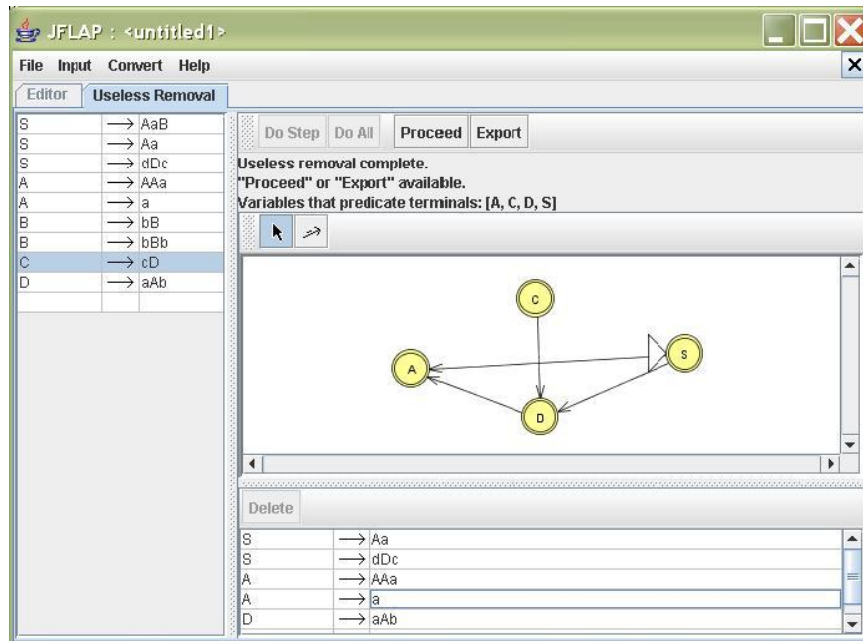 JFLAP : <untitled1>
File Input Convert Help
Editor Useless Removal
S → AaB
S → Aa
S → dDc
A → AAa
A → a
B → bB
B → bBb
C → cD
D → aAb
Do Step Do All Proceed Export
Useless removal complete.
"Proceed" or "Export" available.
Variables that predicate terminals: [A, C, D, S]
C
A
S
D
Delete
S → Aa
S → dDc
A → AAa
A → a
D → aAb